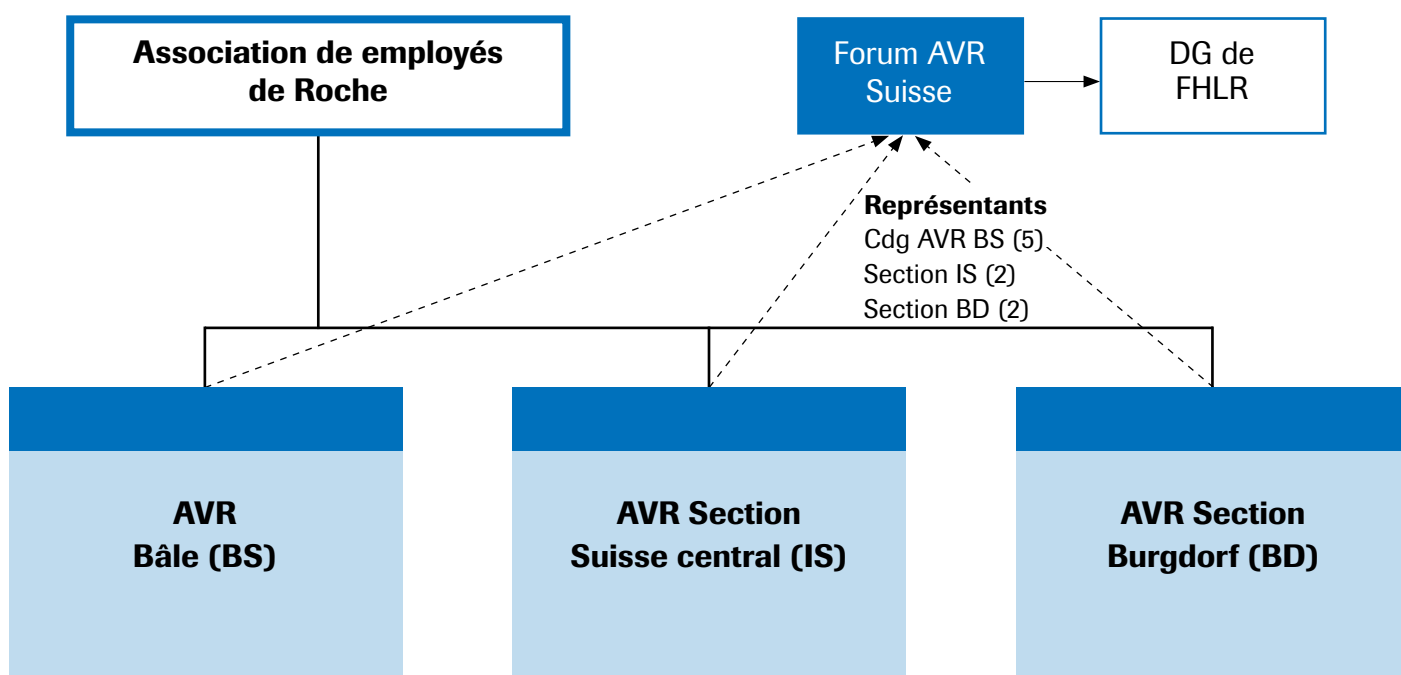 Association de employés
de Roche
Forum AVR
Suisse
DG de
FHLR
Représentants
Cdg AVR BS (5)
Section IS (2)
Section BD (2)
AVR
Bâle (BS)
AVR Section
Suisse central (IS)
AVR Section
Burgdorf (BD)